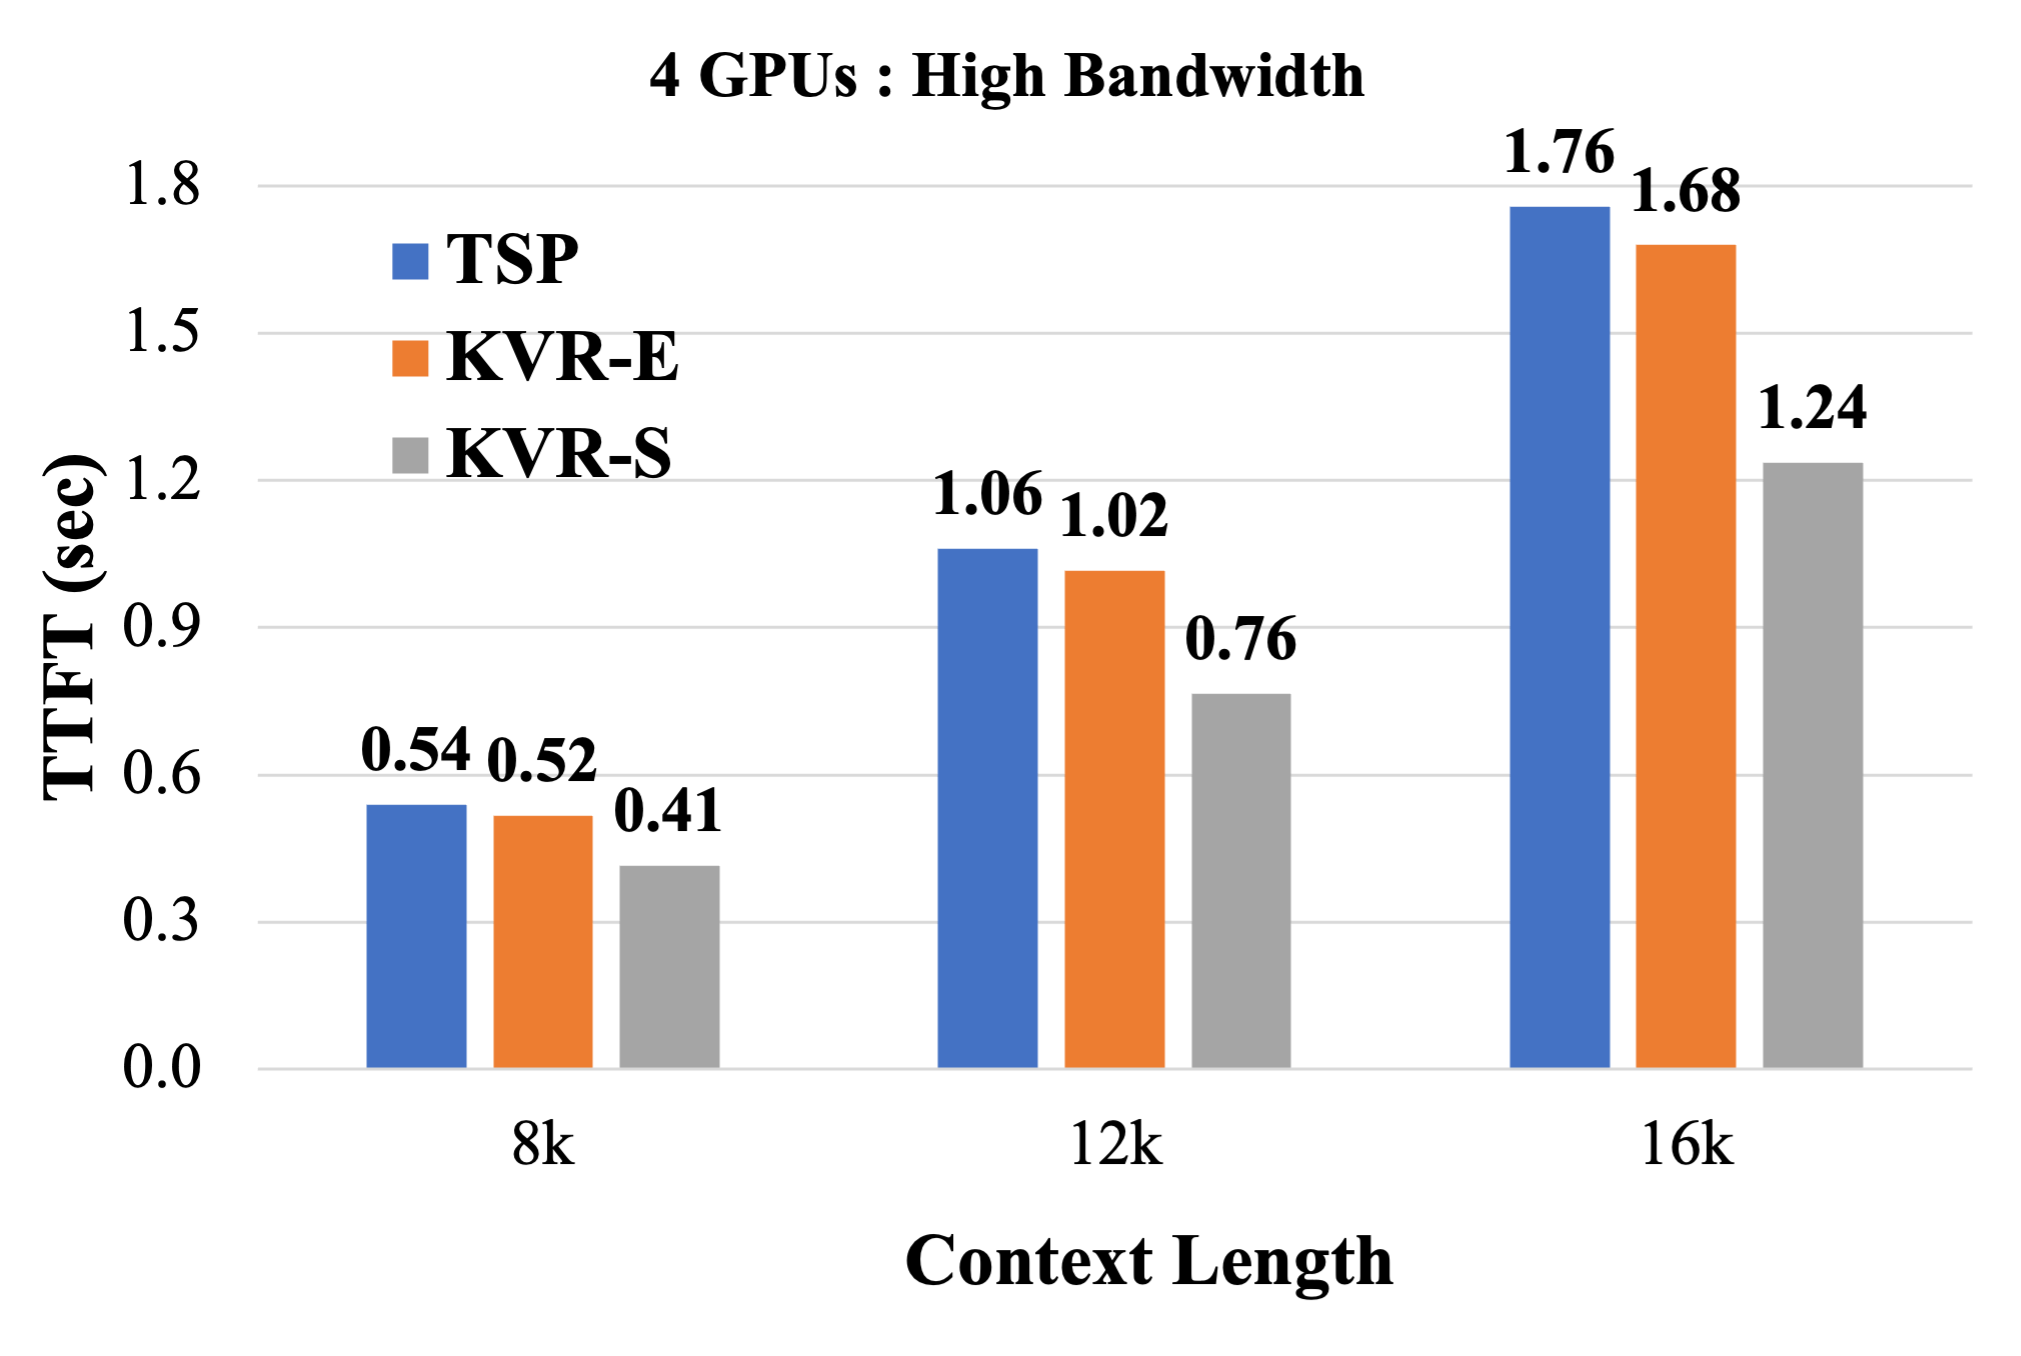 4 GPUs : High Bandwidth
TTFT (sec)
1.8
1.5
1.2
0.9
0.6
0.3
0.0
TSP
KVR-E
KVR-S
0.54
0.52
0.41
1.06
1.02
0.76
1.76
1.68
1.24
8k
12k
16k
Context Length